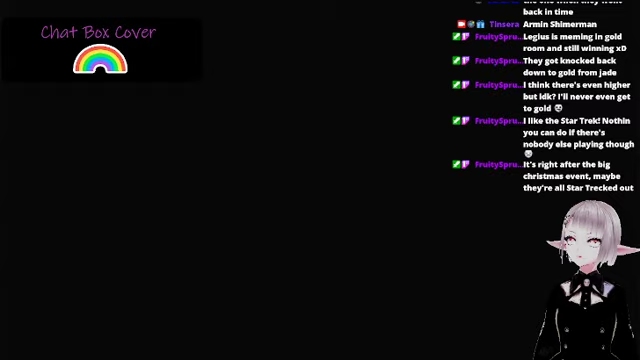 Chat Box Cover
back in time
Tinsera Armin Shimerman
FruitySpru... Legius is meming in gold
room and still winning xD
FruitySpru... They got knocked back
down to gold from jade
FruitySpru... I think there's even higher
but idk? I'll never even get
to gold
FruitySpru... I like the Star Trek! Nothin
you can do if there's
nobody else playing though
FruitySpru... It's right after the big
christmas event, maybe
they're all Star Trecked out